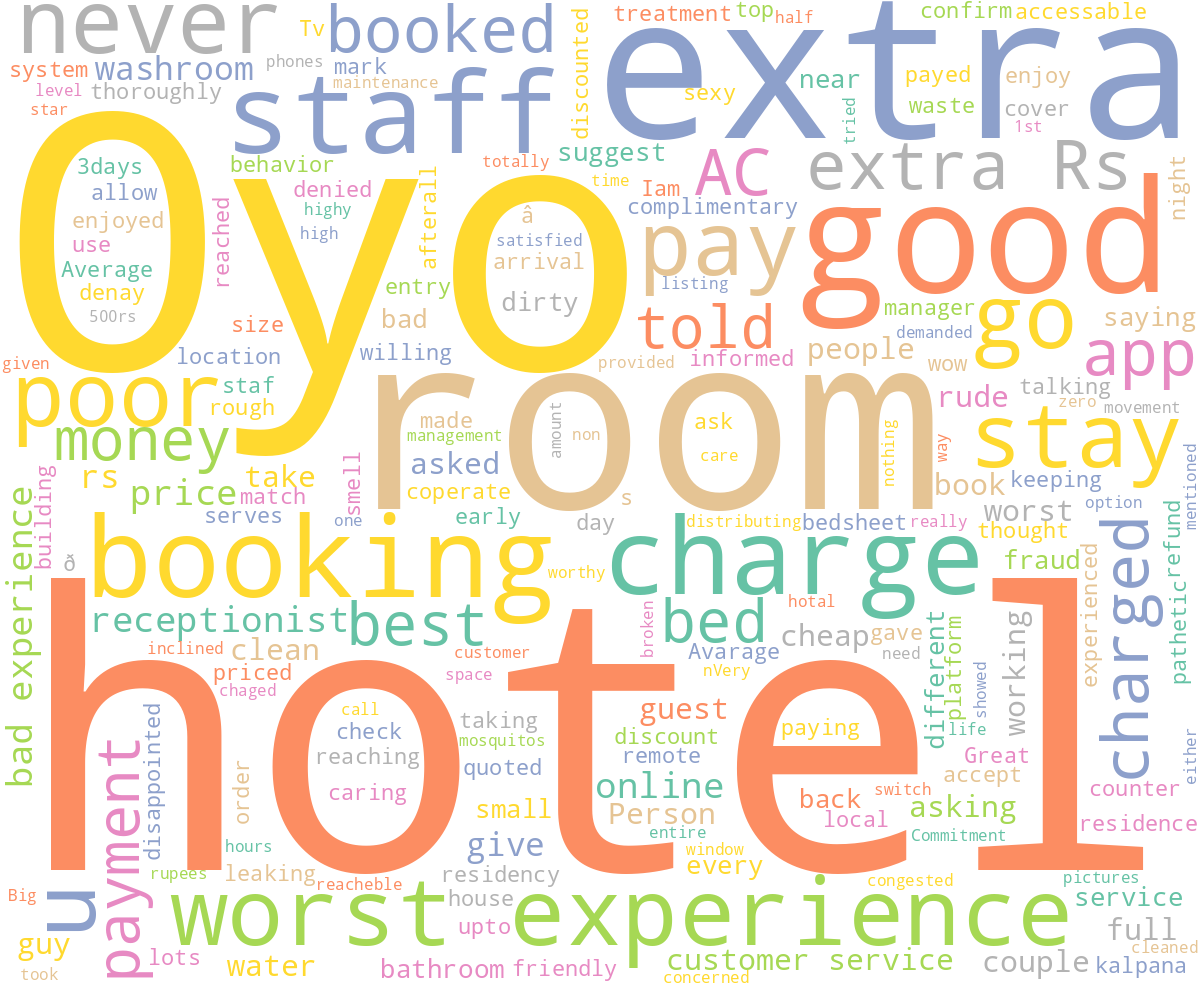 never
Tv
booked
treatment
top
half
confirm
accessable
system
washroom
phones
mark
maintenance
level
thoroughly
star
staff
discounted
extra
sexy
near
payed
enjoy
waste
cover
1st
tried
Oyo
3days
behavior
totally
suggest
AC
extra Rs
night
allow
denied
time
Iam
enjoyed
highy
afterall
complimentary
use
reached
high
â
satisfied
pay
good
Average
arrival
denay
entry
dirty
listing
500rs
size
bad
told
manager
go
saying
demanded
given
location
willing
provided
informed
people
wow
app
poor
staf
rough
room
rude
talking
zero
movement
made
amount
ask
stay
money
management
non
nothing
way
asked
care
mentioned
rs
take
smell
book
keeping
building
price
match
coperate
s
worst
option
bad experience
serves
one
early
day
distributing
bedsheet
really
thought
booking
charge
charged
refund
ð
worthy
fraud
experienced
pathetic
hotel
receptionist
best
broken
bed
hotal
cheap
gave
different
platform
working
inclined
clean
customer
Avarage
need
priced
space
nVery
showed
chaged
call
taking
guest
paying
life
payment
disappointed
check
mosquitos
discount
Great
either
reaching
quoted
remote
accept
order
caring
online
back
switch
counter
small
Person
local
asking
residence
hours
give
entire
Commitment
window
every
rupees
leaking
reacheble
residency
congested
pictures
Big
u
worst experience
house
service
upto
full
guy
lots
water
customer service
cleaned
took
bathroom
friendly
concerned
couple
kalpana